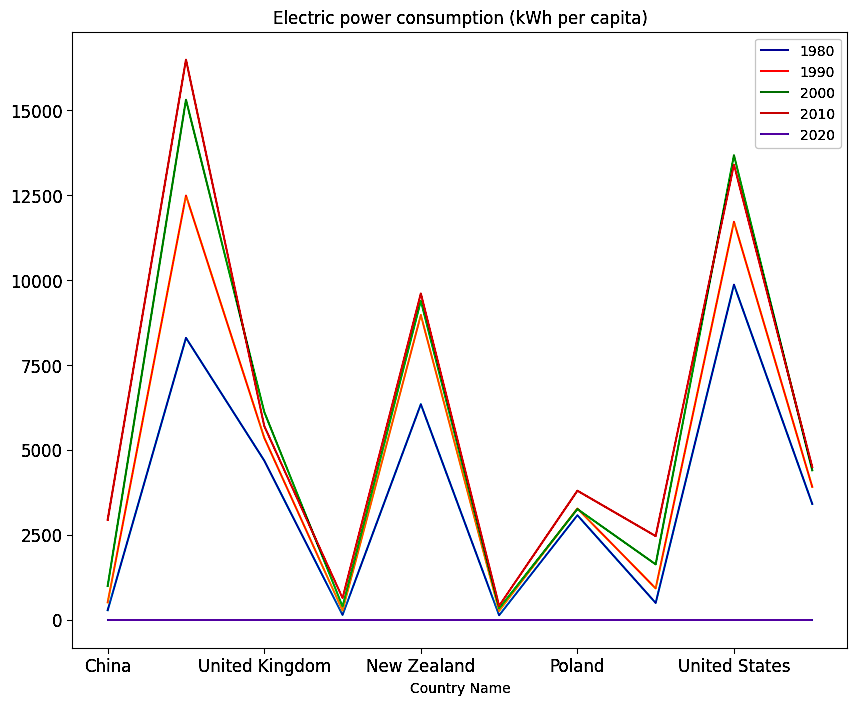 Electric power consumption (kWh per capita)
1980
1990
2000
2010
2020
15000
12500
10000
7500
5000
2500
0
China
United Kingdom
New Zealand
Poland
United States
Country Name